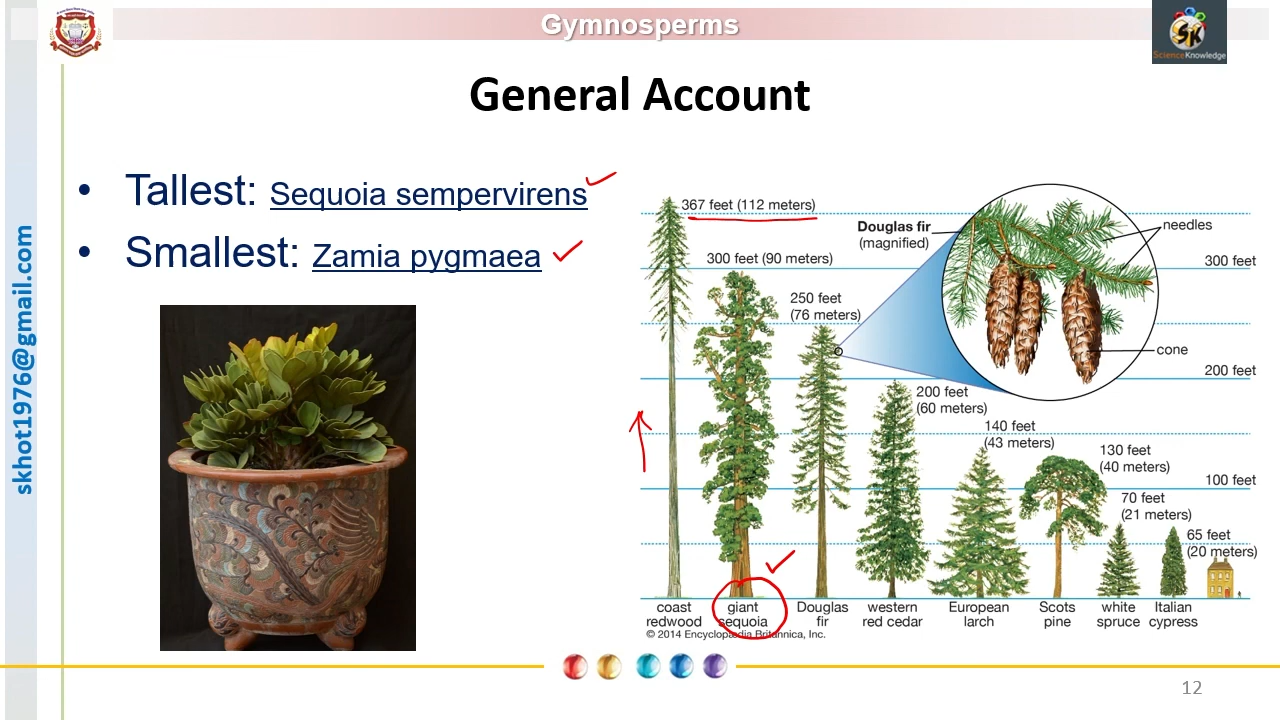 Gymnosperms
SK
ScienceKnowledge
General Account
skhot1976@gmail.com
• Tallest: Sequoia sempervirens
• Smallest: Zamia pygmaea
367 feet (112 meters)
300 feet (90 meters)
250 feet
(76 meters)
200 feet
(60 meters)
140 feet
(43 meters)
130 feet
(40 meters)
70 feet
(21 meters)
65 feet
(20 meters)
Douglas fir
(magnified)
needles
cone
300 feet
200 feet
100 feet
coast
redwood
giant
sequoia
Douglas
fir
western
red cedar
European
larch
Scots
pine
white
spruce
Italian
cypress
© 2014 Encyclopædia Britannica, Inc.
12